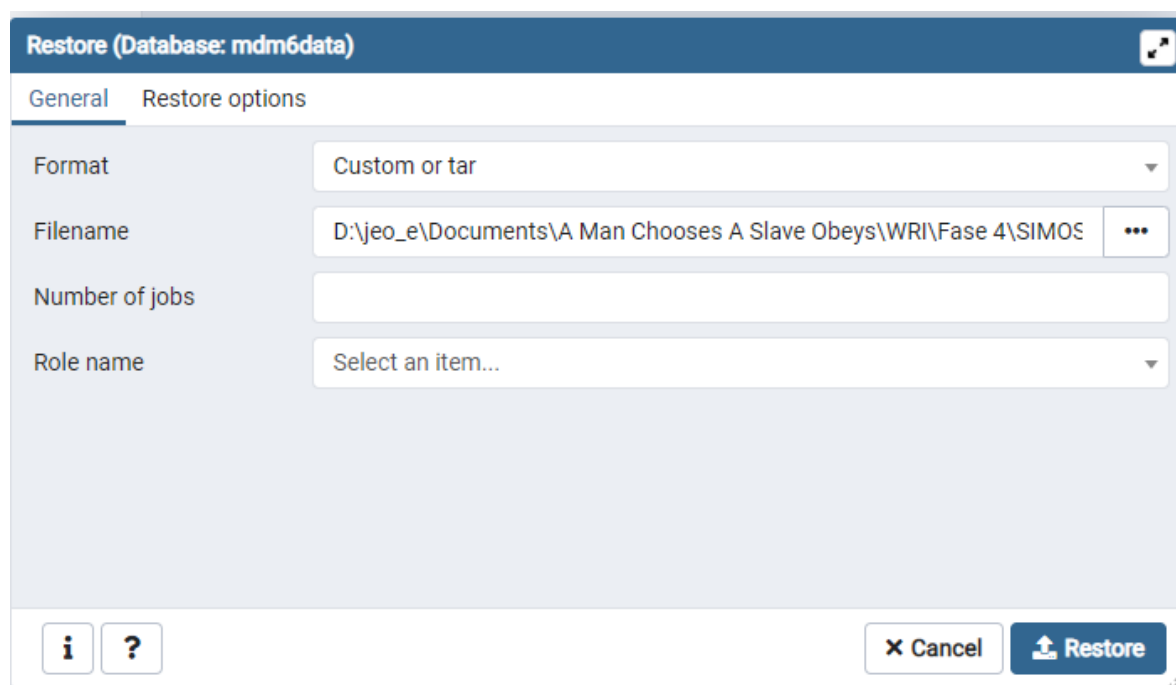 Restore (Database: mdm6data)
General Restore options
Format Custom or tar
Filename D:\jeo_e\Documents\A Man Chooses A Slave Obeys\WRI\Fase 4\SIMOS •••
Number of jobs
Role name Select an item...
i ? × Cancel Restore